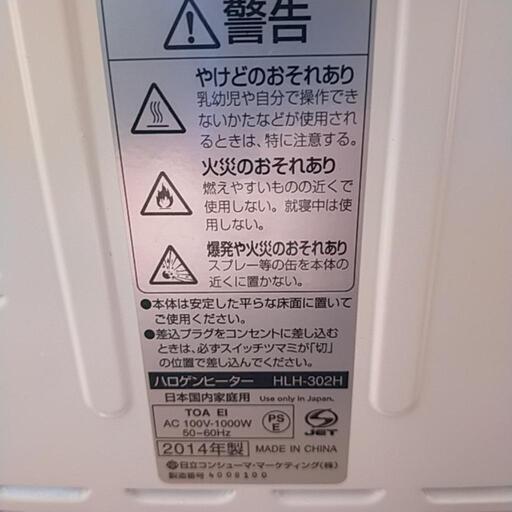 警告
やけどのおそれあり
乳幼児や自分で操作でき
ないかたなどが使用され
るときは、特に注意する。
火災のおそれあり
燃えやすいものの近くで
使用しない。就寝中は使
用しない。
爆発や火災のおそれあり
スプレー等の缶を本体の
近くに置かない。
●本体は安定した平らな床面に置いて
ご使用ください。
●差込プラグをコンセントに差し込む
ときは、必ずスイッチツマミが「切」
の位置で差し込んでください。
ハロゲンヒーター HLH-302H
日本国内家庭用 Use only in Japan.
TOA EI
AC 100V-1000W
50-60Hz
PS
E
JET
2014年製 MADE IN CHINA
日立コンシューマ・マーケティング(株)
製造番号 4008100